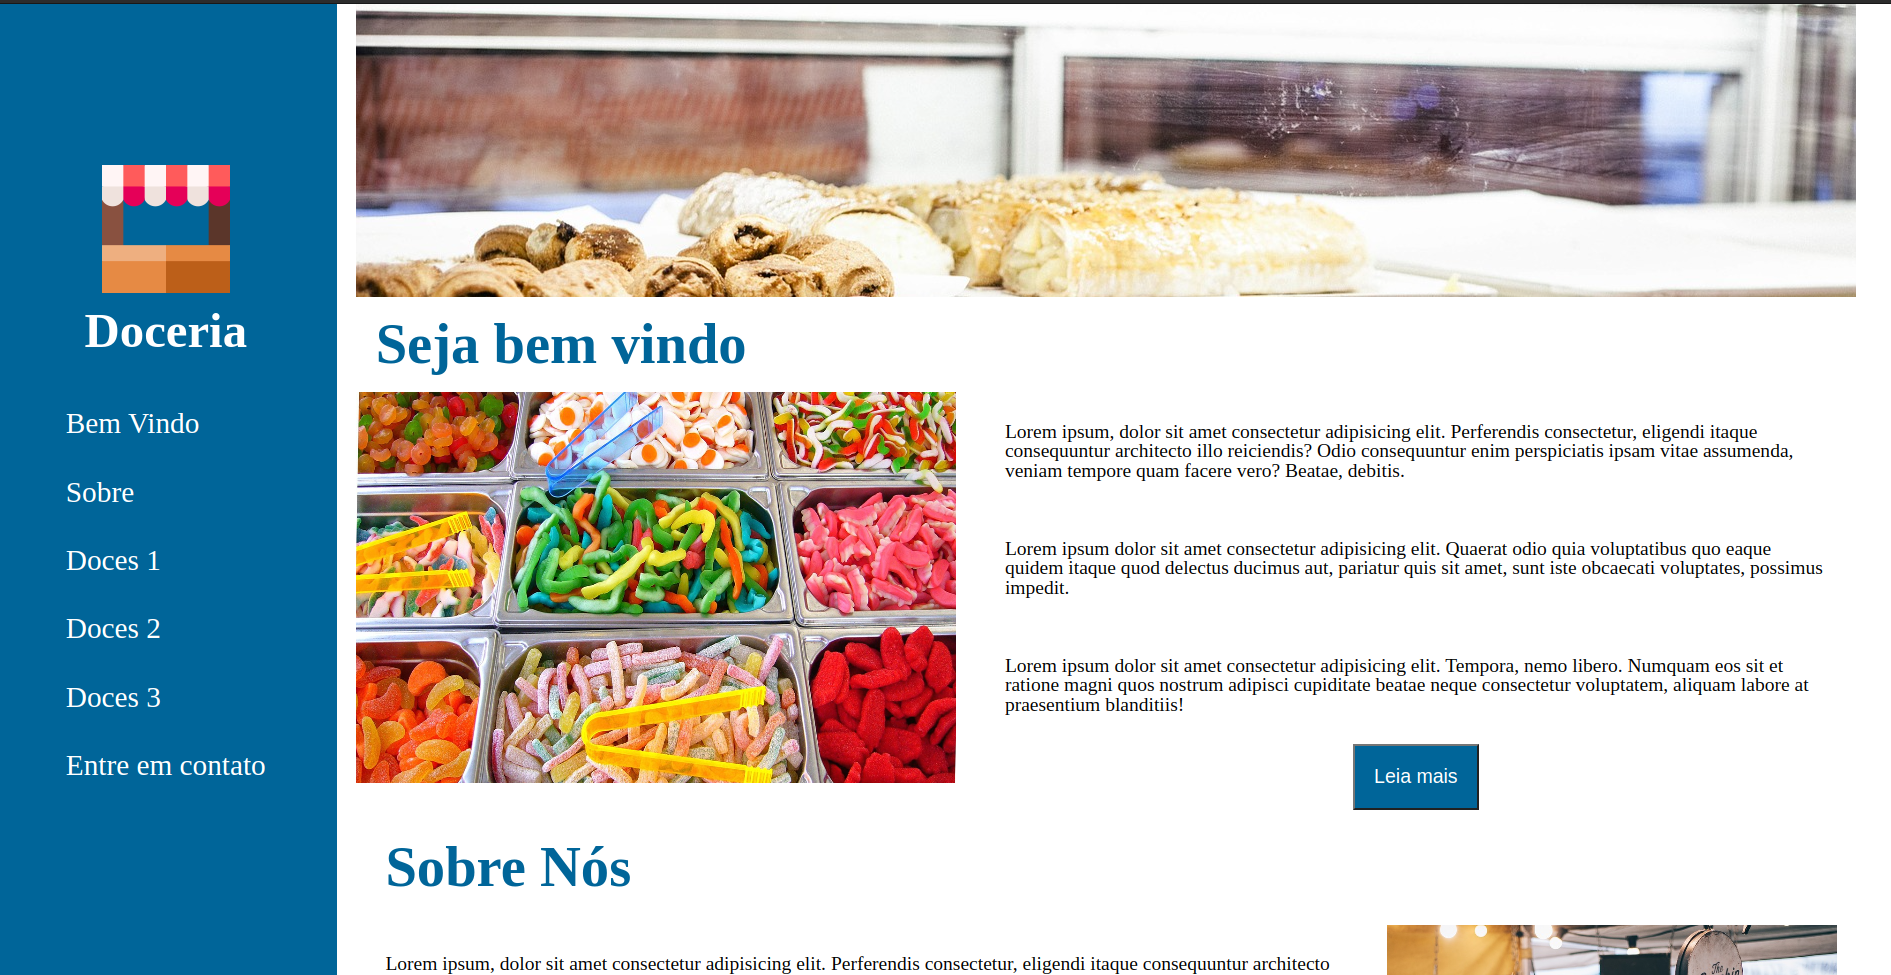 Doceria
Bem Vindo
Sobre
Doces 1
Doces 2
Doces 3
Entre em contato
Seja bem vindo
Lorem ipsum, dolor sit amet consectetur adipisicing elit. Perferendis consectetur, eligendi itaque
consequuntur architecto illo reiciendis? Odio consequuntur enim perspiciatis ipsam vitae assumenda,
veniam tempore quam facere vero? Beatae, debitis.
Lorem ipsum dolor sit amet consectetur adipisicing elit. Quaerat odio quia voluptatibus quo eaque
quidem itaque quod delectus ducimus aut, pariatur quis sit amet, sunt iste obcaecati voluptates, possimus
impedit.
Lorem ipsum dolor sit amet consectetur adipisicing elit. Tempora, nemo libero. Numquam eos sit et
ratione magni quos nostrum adipisci cupiditate beatae neque consectetur voluptatem, aliquam labore at
praesentium blanditiis!
Leia mais
Sobre Nós
Lorem ipsum, dolor sit amet consectetur adipisicing elit. Perferendis consectetur, eligendi itaque consequuntur architecto
The